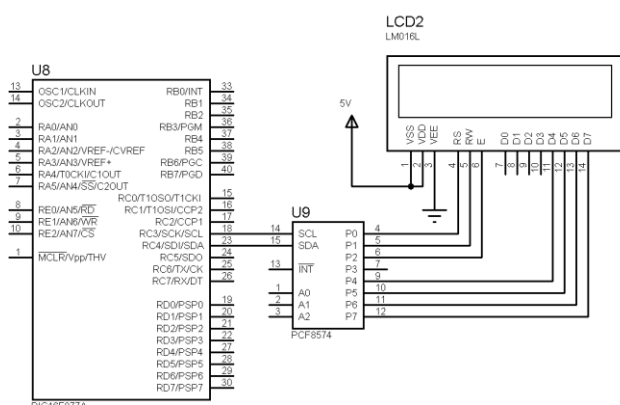 LCD2
LM016L
5V
VSS VDD VEE RS RW E D0 D1 D2 D3 D4 D5 D6 D7
1 2 3 4 5 6 7 8 9 10 11 12 13 14
U8
13 OSC1/CLKIN RB0/INT 33
14 OSC2/CLKOUT RB1 34
RB2 35
2 RA0/AN0 RB3/PGM 36
3 RA1/AN1 RB4 37
4 RA2/AN2/VREF-/CVREF RB5 38
5 RA3/AN3/VREF+ RB6/PGC 39
6 RA4/T0CKI/C1OUT RB7/PGD 40
7 RA5/AN4/SS/C2OUT
RC0/T1OSO/T1CKI 15
8 RE0/AN5/RD RC1/T1OSI/CCP2 16
9 RE1/AN6/WR RC2/CCP1 17
10 RE2/AN7/CS RC3/SCK/SCL 18
RC4/SDI/SDA 23
1 MCLR/Vpp/THV RC5/SDO 24
RC6/TX/CK 25
RC7/RX/DT 26
RD0/PSP0 19
RD1/PSP1 20
RD2/PSP2 21
RD3/PSP3 22
RD4/PSP4 27
RD5/PSP5 28
RD6/PSP6 29
RD7/PSP7 30
PIC16F877A
U9
14 SCL P0 4
15 SDA P1 5
P2 6
13 INT P3 7
P4 9
1 A0 P5 10
2 A1 P6 11
3 A2 P7 12
PCF8574